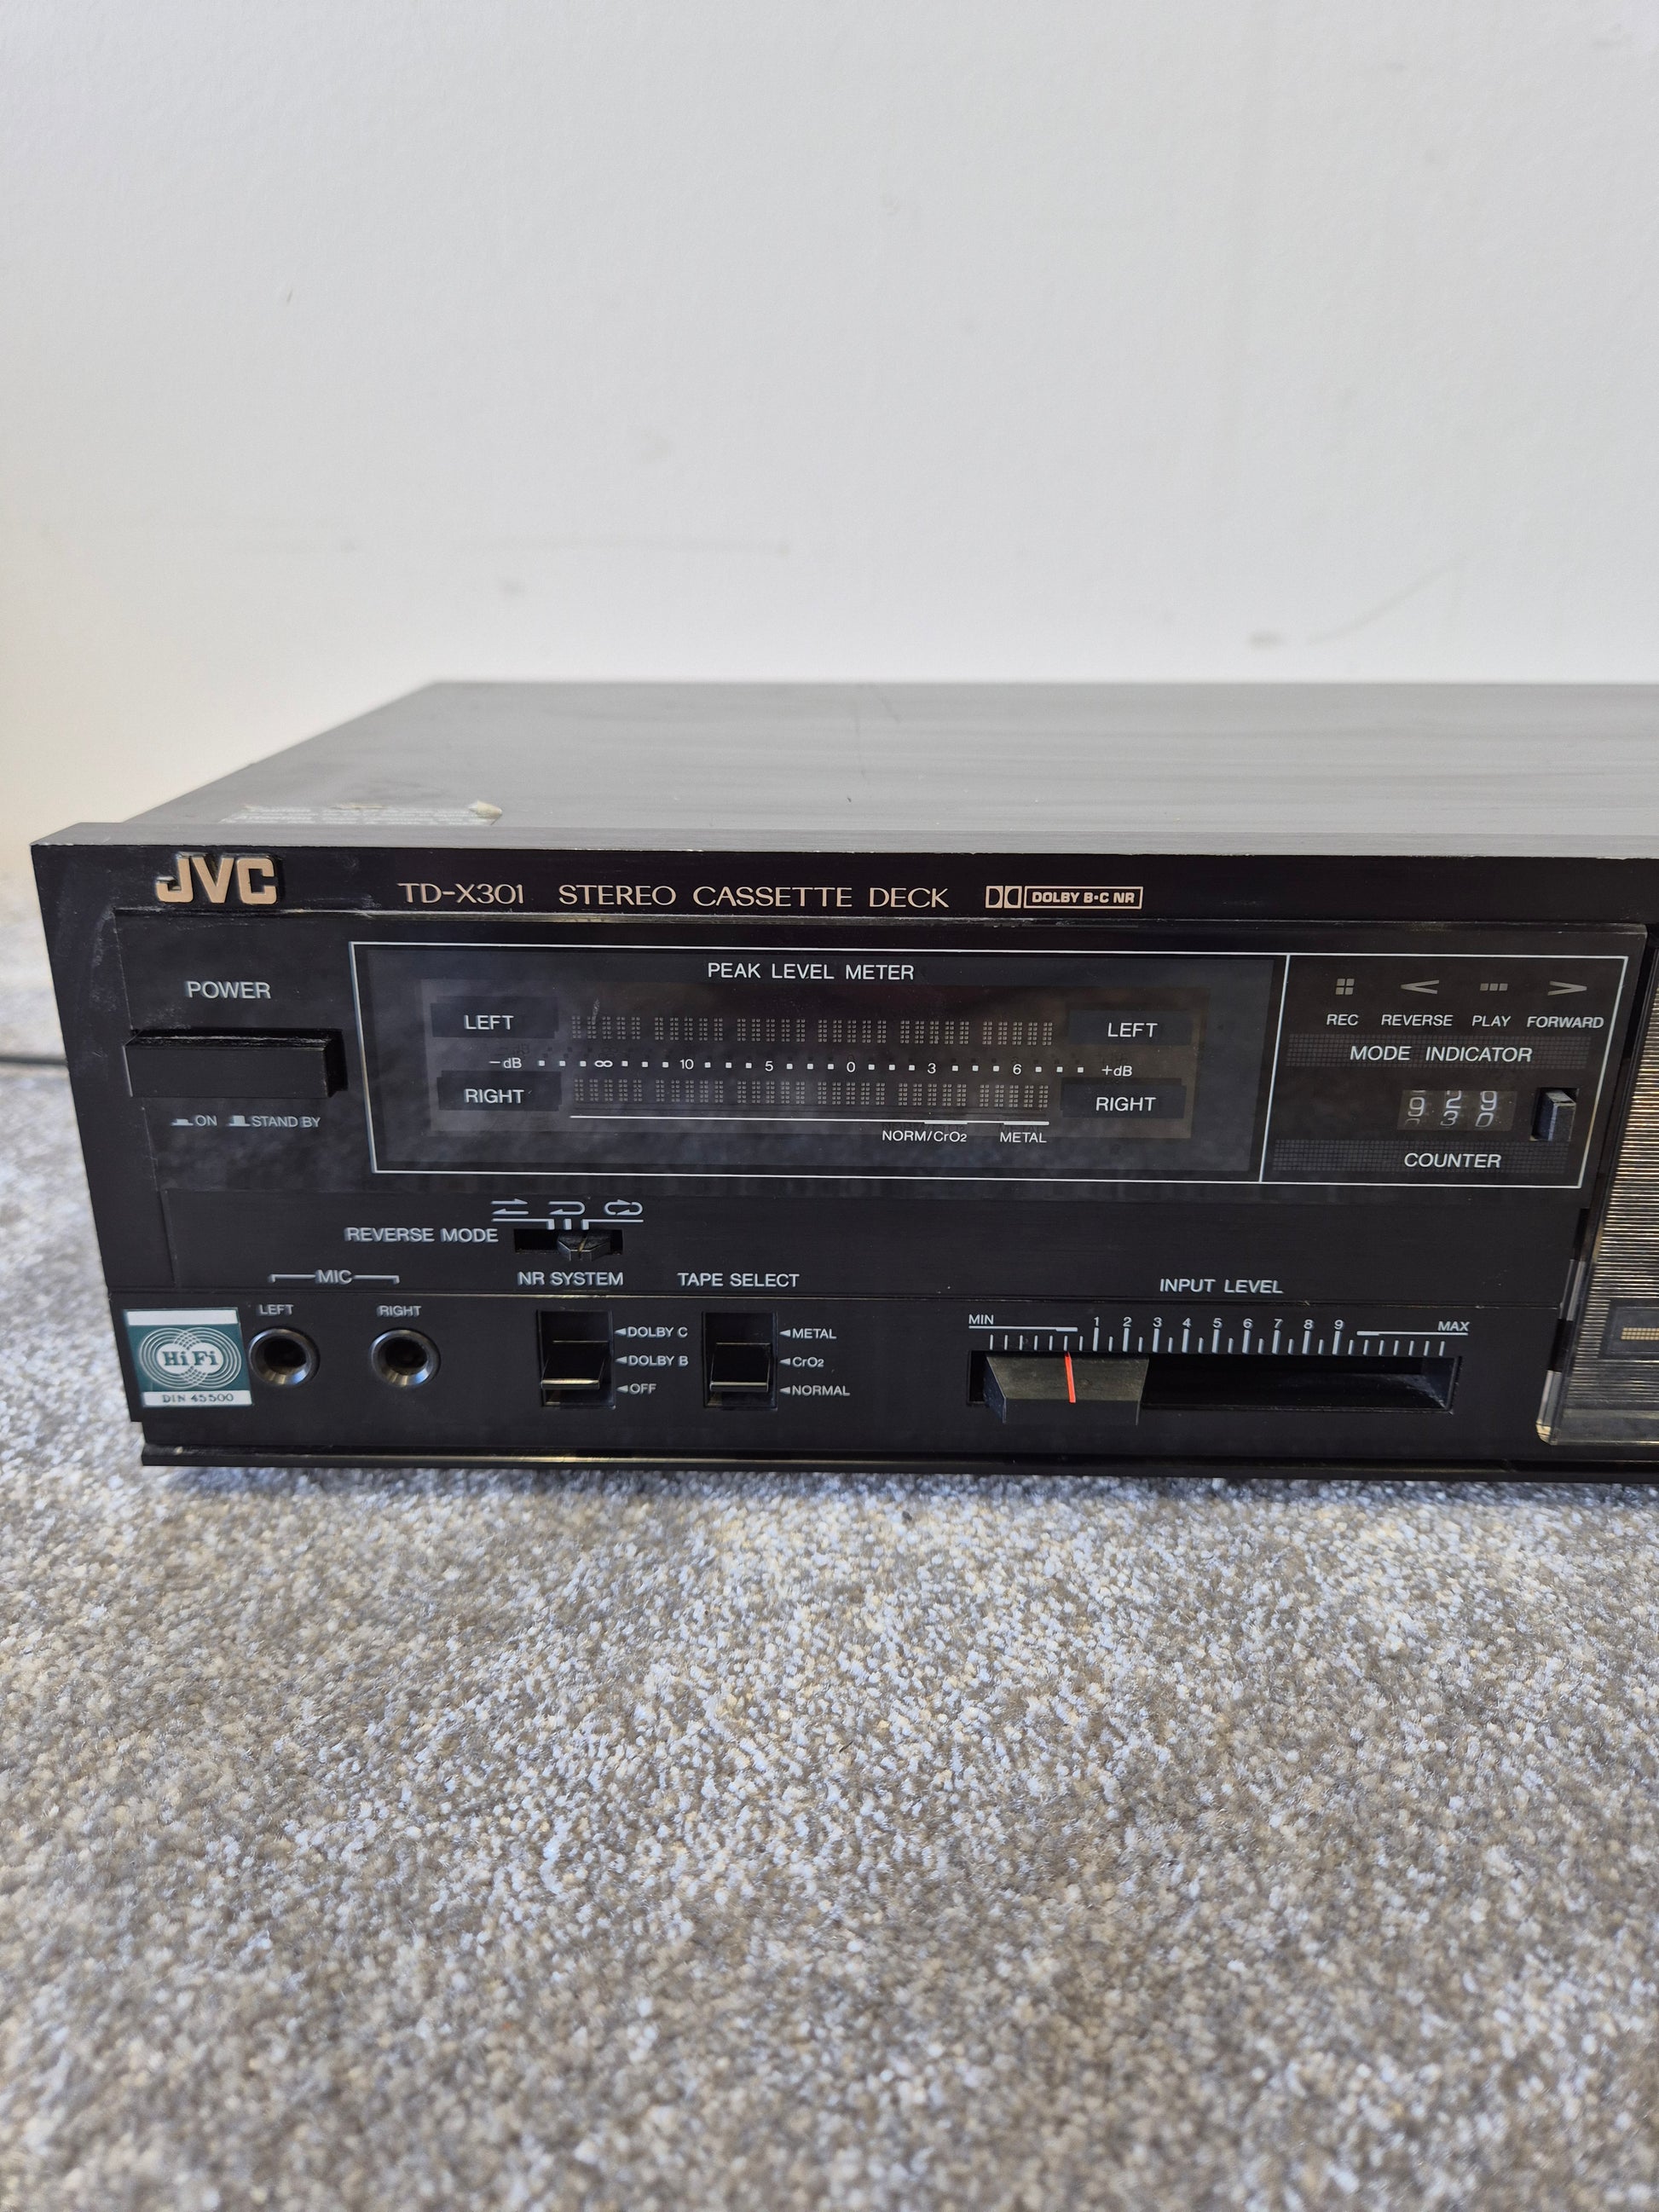 JVC TD-X301 STEREO CASSETTE DECK DOLBY B·C NR
POWER
ON STAND BY
PEAK LEVEL METER
LEFT LEFT
-dB ∞ 10 5 0 3 6 +dB
RIGHT RIGHT
NORM/CrO2 METAL
REC REVERSE PLAY FORWARD
MODE INDICATOR
COUNTER
REVERSE MODE
MIC
LEFT RIGHT
Hi Fi
DIN 45500
NR SYSTEM
DOLBY C
DOLBY B
OFF
TAPE SELECT
METAL
CrO2
NORMAL
INPUT LEVEL
MIN 1 2 3 4 5 6 7 8 9 MAX